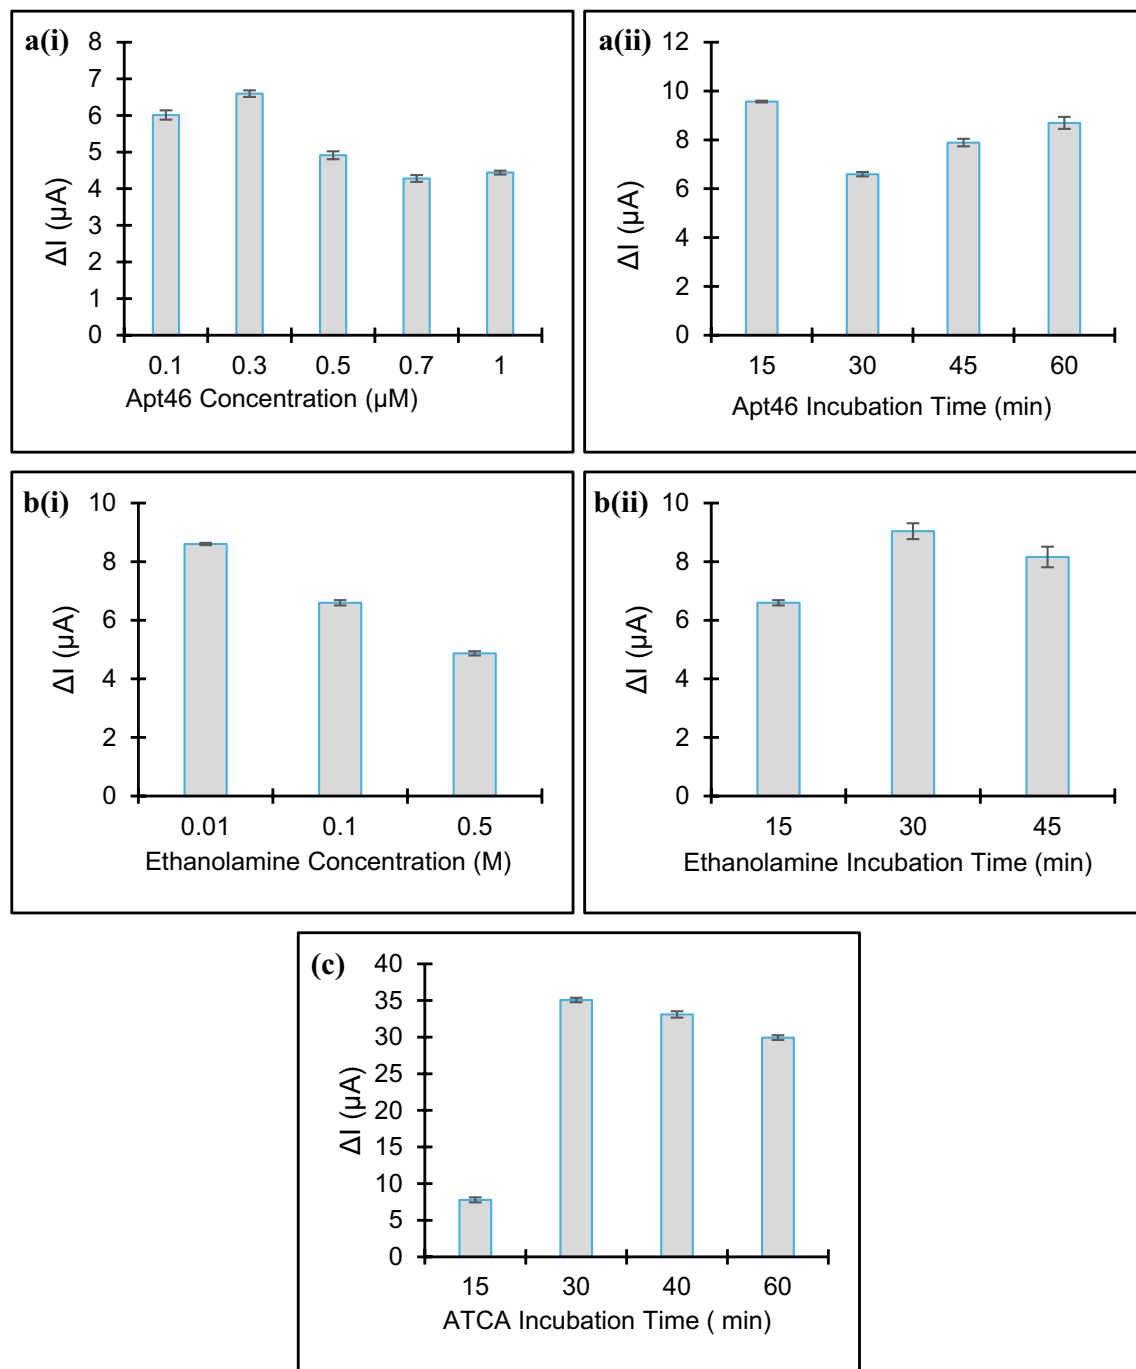 a(i)
8
7
6
5
4
3
2
1
0
ΔI (µA)
0.1 0.3 0.5 0.7 1
Apt46 Concentration (µM)
a(ii)
12
10
8
6
4
2
0
ΔI (µA)
15 30 45 60
Apt46 Incubation Time (min)
b(i)
10
8
6
4
2
0
ΔI (µA)
0.01 0.1 0.5
Ethanolamine Concentration (M)
b(ii)
10
8
6
4
2
0
ΔI (µA)
15 30 45
Ethanolamine Incubation Time (min)
(c)
40
35
30
25
20
15
10
5
0
ΔI (µA)
15 30 40 60
ATCA Incubation Time ( min)